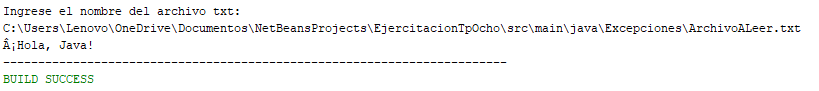 Ingrese el nombre del archivo txt:
C:\Users\Lenovo\OneDrive\Documentos\NetBeansProjects\EjercitacionTpOcho\src\main\java\Excepciones\ArchivoALeer.txt
Â¡Hola, Java!
------------------------------------------------------------------------
BUILD SUCCESS